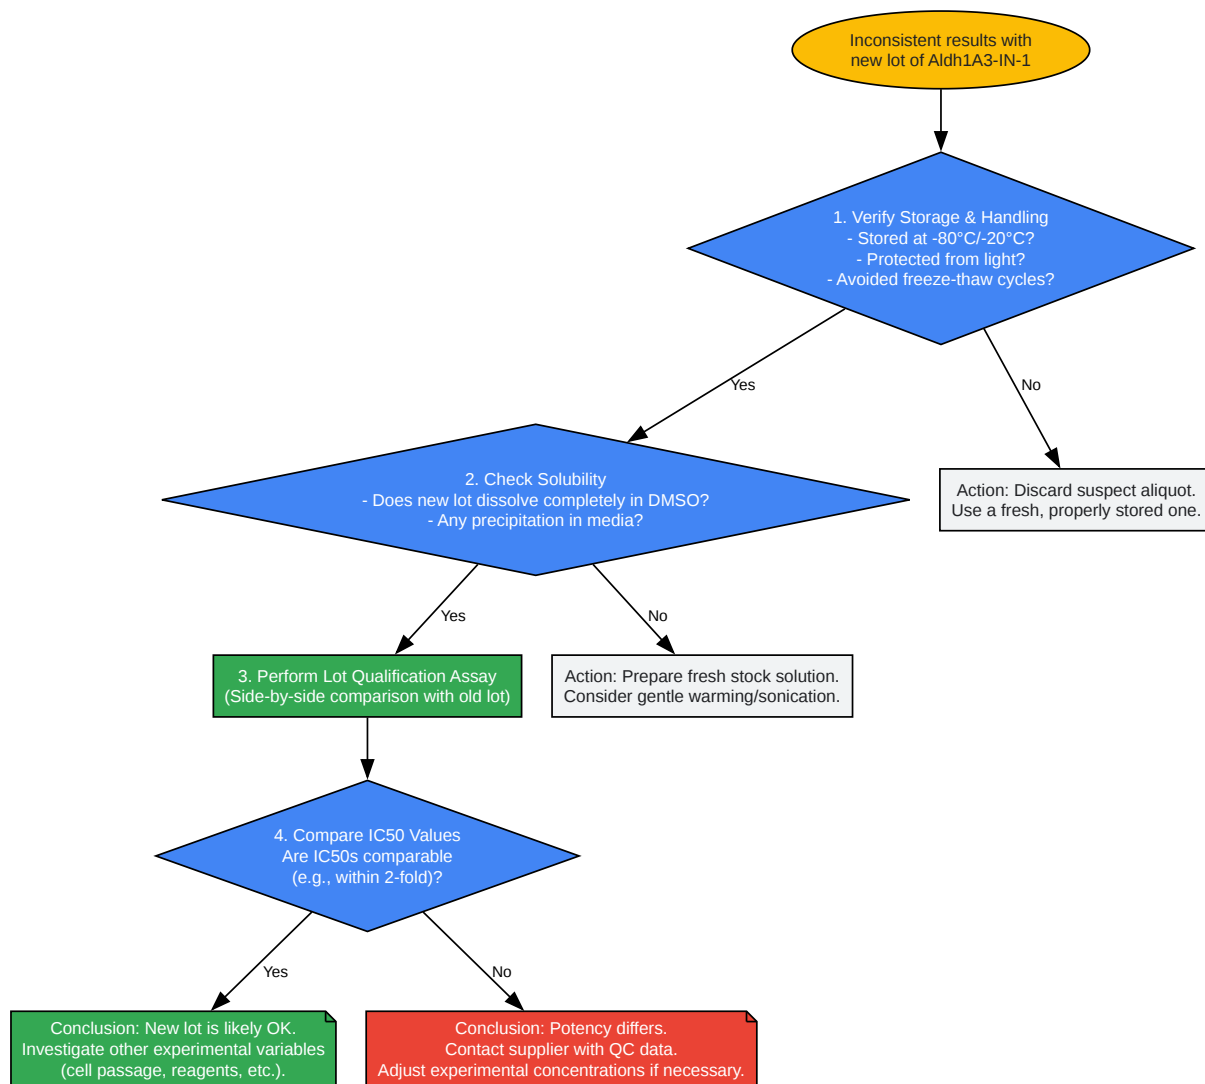 Inconsistent results with
new lot of Aldh1A3-IN-1
1. Verify Storage & Handling
- Stored at -80°C/-20°C?
- Protected from light?
- Avoided freeze-thaw cycles?
Yes
No
2. Check Solubility
- Does new lot dissolve completely in DMSO?
- Any precipitation in media?
Action: Discard suspect aliquot.
Use a fresh, properly stored one.
Yes
No
3. Perform Lot Qualification Assay
(Side-by-side comparison with old lot)
Action: Prepare fresh stock solution.
Consider gentle warming/sonication.
4. Compare IC50 Values
Are IC50s comparable
(e.g., within 2-fold)?
Yes
No
Conclusion: New lot is likely OK.
Investigate other experimental variables
(cell passage, reagents, etc.).
Conclusion: Potency differs.
Contact supplier with QC data.
Adjust experimental concentrations if necessary.